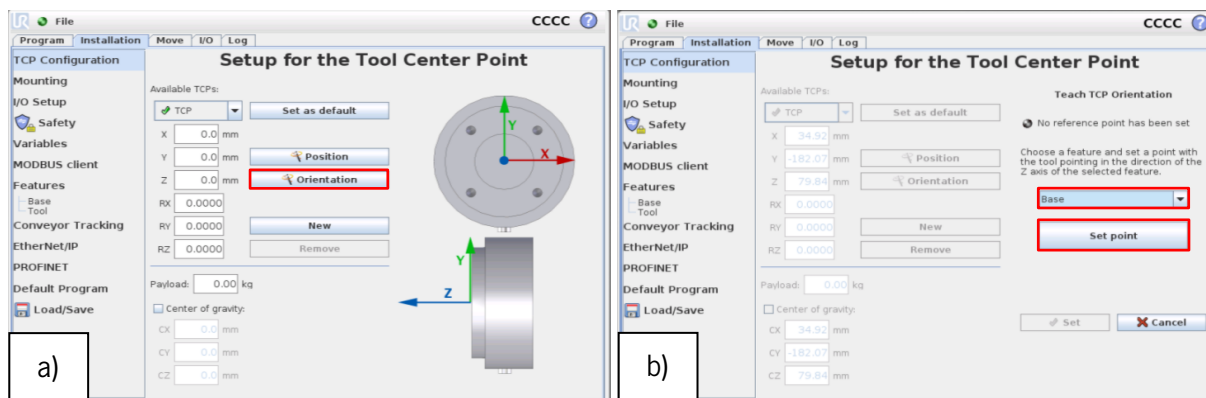 UR File CCCC ?
Program Installation Move I/O Log
TCP Configuration
Mounting
I/O Setup
Safety
Variables
MODBUS client
Features
Base
Tool
Conveyor Tracking
EtherNet/IP
PROFINET
Default Program
Load/Save
Setup for the Tool Center Point
Available TCPs:
TCP Set as default
X 0.0 mm
Y 0.0 mm Position
Z 0.0 mm Orientation
RX 0.0000
RY 0.0000 New
RZ 0.0000 Remove
Payload: 0.00 kg
Center of gravity:
CX 0.0 mm
CY 0.0 mm
CZ 0.0 mm
Y
X
Y
Z
a)
UR File CCCC ?
Program Installation Move I/O Log
TCP Configuration
Mounting
I/O Setup
Safety
Variables
MODBUS client
Features
Base
Tool
Conveyor Tracking
EtherNet/IP
PROFINET
Default Program
Load/Save
Setup for the Tool Center Point
Available TCPs:
TCP Set as default
X 34.92 mm
Y -182.07 mm Position
Z 79.84 mm Orientation
RX 0.0000
RY 0.0000 New
RZ 0.0000 Remove
Payload: 0.00 kg
Center of gravity:
CX 34.92 mm
CY -182.07 mm
CZ 79.84 mm
Teach TCP Orientation
No reference point has been set
Choose a feature and set a point with
the tool pointing in the direction of the
Z axis of the selected feature.
Base
Set point
Set Cancel
b)